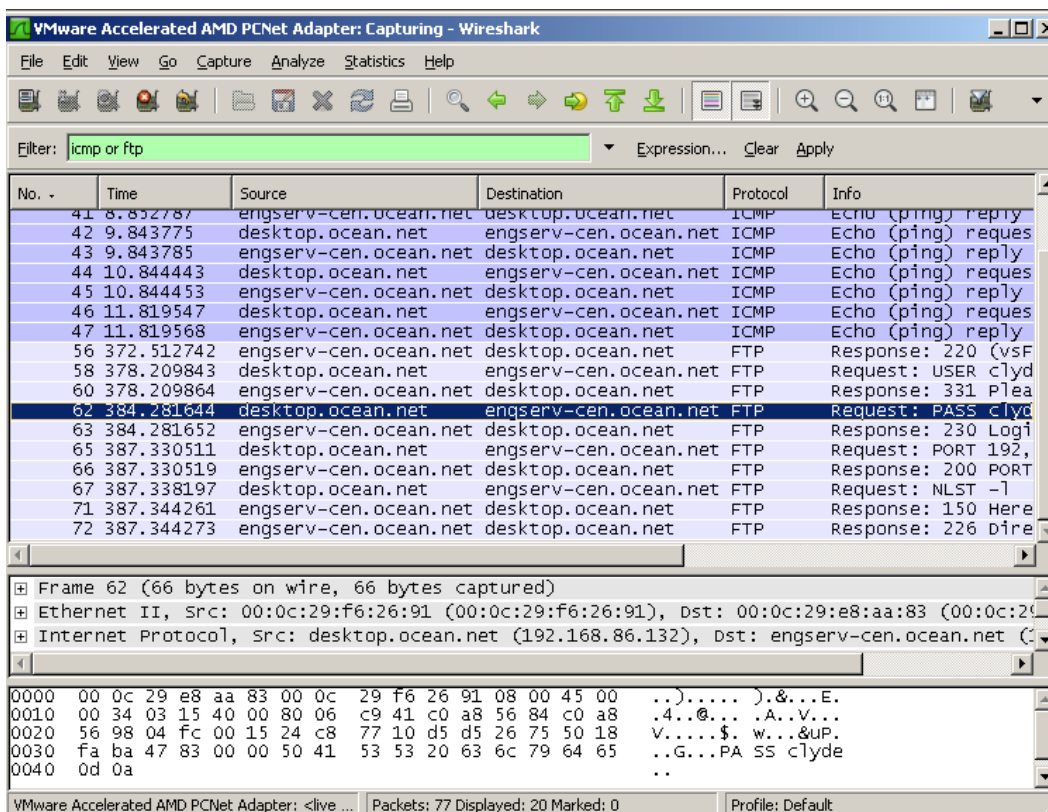 VMware Accelerated AMD PCNet Adapter: Capturing - Wireshark
File Edit View Go Capture Analyze Statistics Help
Filter: icmp or ftp Expression... Clear Apply
No. - Time Source Destination Protocol Info
41 8.852787 engserv-cen.ocean.net desktop.ocean.net ICMP Echo (ping) reply
42 9.843775 desktop.ocean.net engserv-cen.ocean.net ICMP Echo (ping) reques
43 9.843785 engserv-cen.ocean.net desktop.ocean.net ICMP Echo (ping) reply
44 10.844443 desktop.ocean.net engserv-cen.ocean.net ICMP Echo (ping) reques
45 10.844453 engserv-cen.ocean.net desktop.ocean.net ICMP Echo (ping) reply
46 11.819547 desktop.ocean.net engserv-cen.ocean.net ICMP Echo (ping) reques
47 11.819568 engserv-cen.ocean.net desktop.ocean.net ICMP Echo (ping) reply
56 372.512742 engserv-cen.ocean.net desktop.ocean.net FTP Response: 220 (vsF
58 378.209843 desktop.ocean.net engserv-cen.ocean.net FTP Request: USER clyd
60 378.209864 engserv-cen.ocean.net desktop.ocean.net FTP Response: 331 Plea
62 384.281644 desktop.ocean.net engserv-cen.ocean.net FTP Request: PASS clyd
63 384.281652 engserv-cen.ocean.net desktop.ocean.net FTP Response: 230 Logi
65 387.330511 desktop.ocean.net engserv-cen.ocean.net FTP Request: PORT 192,
66 387.330519 engserv-cen.ocean.net desktop.ocean.net FTP Response: 200 PORT
67 387.338197 desktop.ocean.net engserv-cen.ocean.net FTP Request: NLST -l
71 387.344261 engserv-cen.ocean.net desktop.ocean.net FTP Response: 150 Here
72 387.344273 engserv-cen.ocean.net desktop.ocean.net FTP Response: 226 Dire
Frame 62 (66 bytes on wire, 66 bytes captured)
Ethernet II, Src: 00:0c:29:f6:26:91 (00:0c:29:f6:26:91), Dst: 00:0c:29:e8:aa:83 (00:0c:29
Internet Protocol, Src: desktop.ocean.net (192.168.86.132), Dst: engserv-cen.ocean.net (1
0000 00 0c 29 e8 aa 83 00 0c 29 f6 26 91 08 00 45 00 ..)..... ).&...E.
0010 00 34 03 15 40 00 80 06 c9 41 c0 a8 56 84 c0 a8 .4..@... .A..V...
0020 56 98 04 fc 00 15 24 c8 77 10 d5 d5 26 75 50 18 V.....$. w...&uP.
0030 fa ba 47 83 00 00 50 41 53 53 20 63 6c 79 64 65 ..G...PA SS clyde
0040 0d 0a ..
VMware Accelerated AMD PCNet Adapter: <live ... Packets: 77 Displayed: 20 Marked: 0 Profile: Default